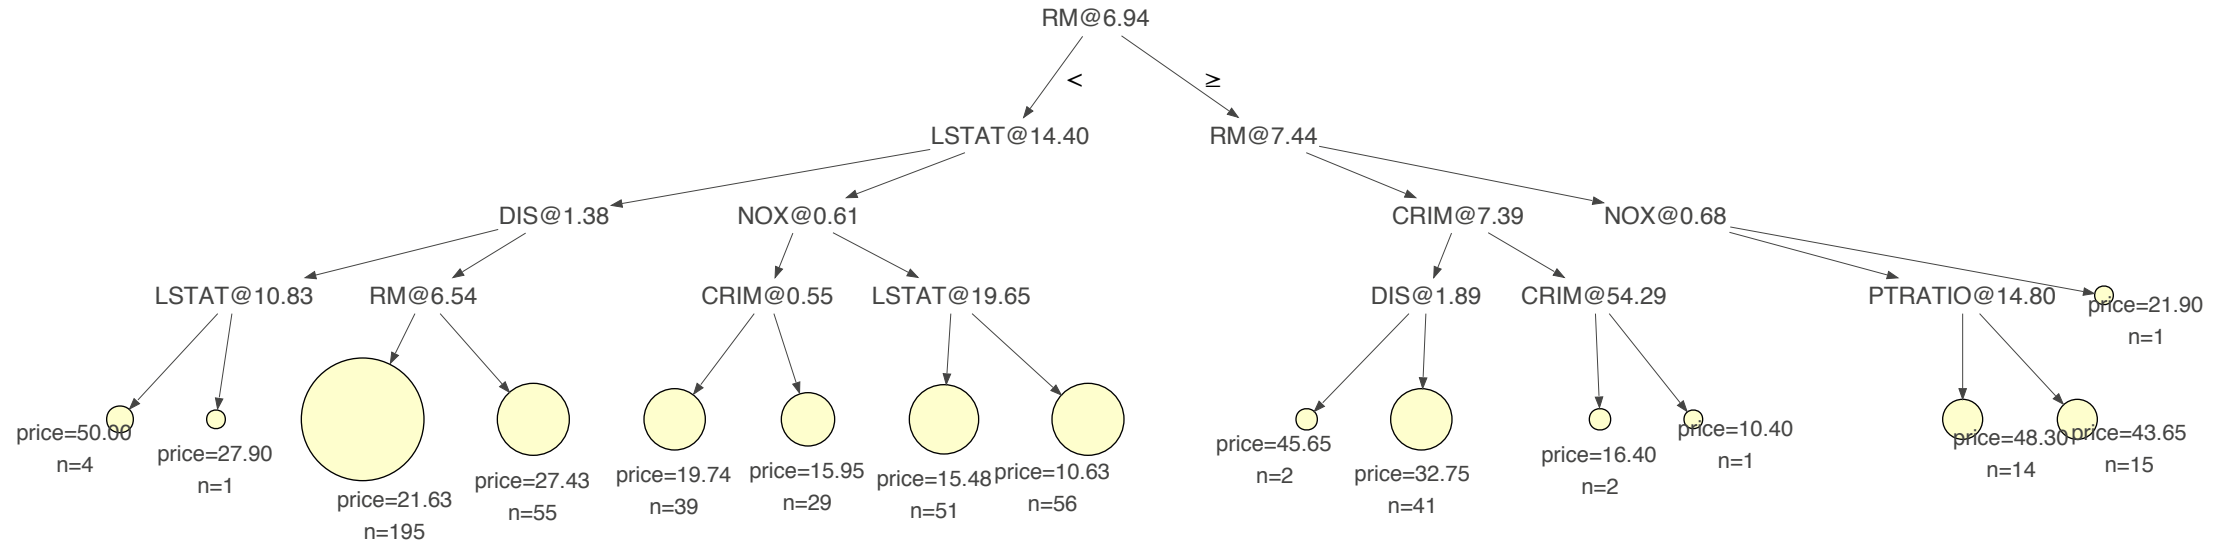 RM@6.94
<
≥
LSTAT@14.40
RM@7.44
DIS@1.38
NOX@0.61
CRIM@7.39
NOX@0.68
LSTAT@10.83
RM@6.54
CRIM@0.55
LSTAT@19.65
DIS@1.89
CRIM@54.29
PTRATIO@14.80
price=21.90
n=1
price=50.00
n=4
price=27.90
n=1
price=21.63
n=195
price=27.43
n=55
price=19.74
n=39
price=15.95
n=29
price=15.48
n=51
price=10.63
n=56
price=45.65
n=2
price=32.75
n=41
price=16.40
n=2
price=10.40
n=1
price=48.30
n=14
price=43.65
n=15